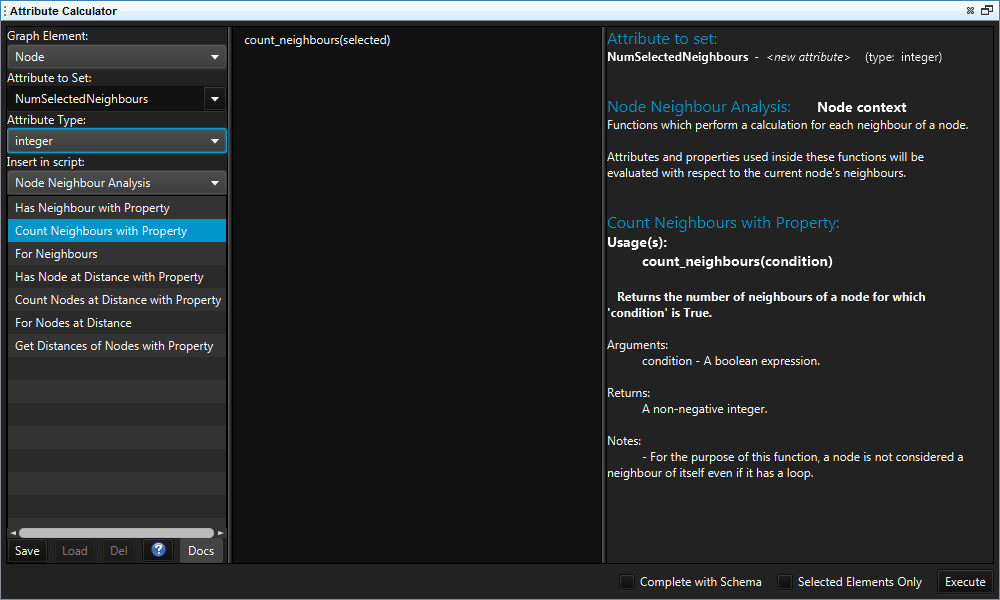 Attribute Calculator
Graph Element:
Node
Attribute to Set:
NumSelectedNeighbours
Attribute Type:
integer
Insert in script:
Node Neighbour Analysis
Has Neighbour with Property
Count Neighbours with Property
For Neighbours
Has Node at Distance with Property
Count Nodes at Distance with Property
For Nodes at Distance
Get Distances of Nodes with Property
Save Load Del ? Docs
count_neighbours(selected)
Attribute to set:
NumSelectedNeighbours - <new attribute> (type: integer)
Node Neighbour Analysis: Node context
Functions which perform a calculation for each neighbour of a node.
Attributes and properties used inside these functions will be
evaluated with respect to the current node's neighbours.
Count Neighbours with Property:
Usage(s):
count_neighbours(condition)
Returns the number of neighbours of a node for which
'condition' is True.
Arguments:
condition - A boolean expression.
Returns:
A non-negative integer.
Notes:
- For the purpose of this function, a node is not considered a
neighbour of itself even if it has a loop.
Complete with Schema Selected Elements Only Execute